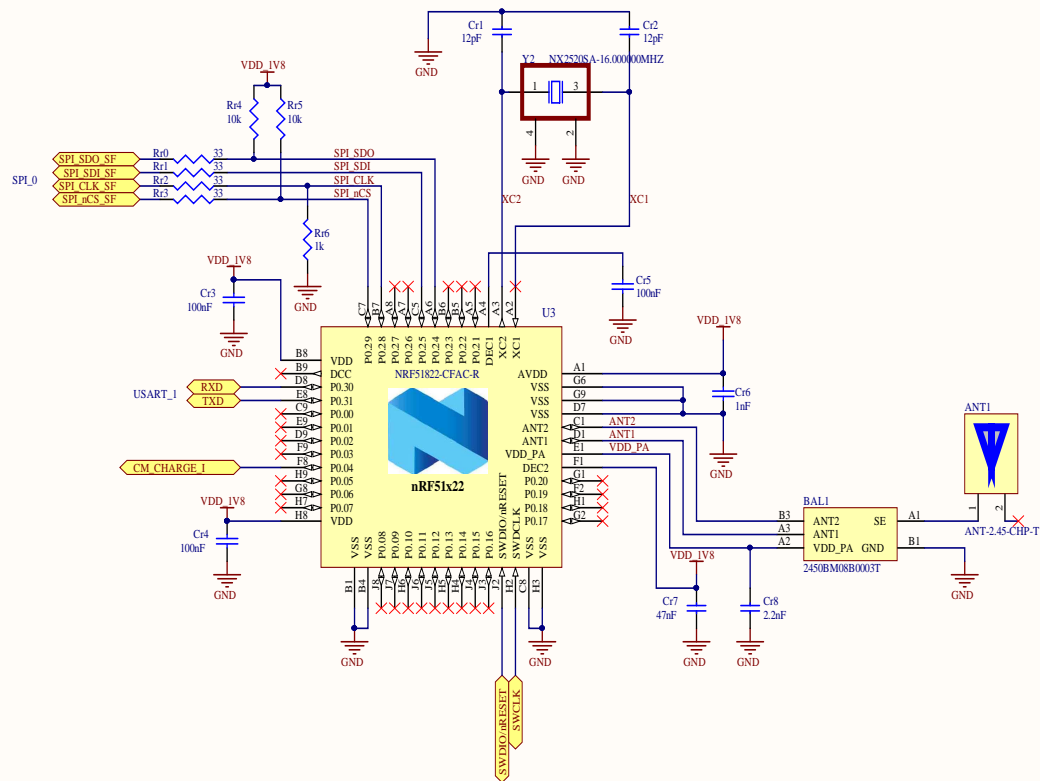 Cr1
12pF
Cr2
12pF
GND
Y2 NX2520SA-16.000000MHZ
1
3
4
2
GND
GND
VDD_1V8
Rr4
10k
Rr5
10k
SPI_0
SPI_SDO_SF
Rr0
33
SPI_SDO
SPI_SDI_SF
Rr1
33
SPI_SDI
SPI_CLK_SF
Rr2
33
SPI_CLK
SPI_nCS_SF
Rr3
33
SPI_nCS
XC2
XC1
Rr6
1k
GND
VDD_1V8
Cr3
100nF
GND
Cr5
100nF
GND
C7
B7
A8
A7
C5
A6
B6
B5
A5
A4
A3
A2
U3
P0.29
P0.28
P0.27
P0.26
P0.25
P0.24
P0.23
P0.22
P0.21
DEC1
XC2
XC1
NRF51822-CFAC-R
nRF51x22
B8 VDD
B9 DCC
D8 P0.30
E8 P0.31
C9 P0.00
E9 P0.01
D9 P0.02
F9 P0.03
F8 P0.04
H9 P0.05
G8 P0.06
H7 P0.07
H8 VDD
USART_1
RXD
TXD
CM_CHARGE_I
VDD_1V8
Cr4
100nF
GND
AVDD A1
VSS G6
VSS G9
VSS D7
ANT2 C1 ANT2
ANT1 D1 ANT1
VDD_PA E1 VDD_PA
DEC2 F1
P0.20 G1
P0.19 F2
P0.18 H1
P0.17 G2
VDD_1V8
Cr6
1nF
GND
VSS
VSS
P0.08
P0.09
P0.10
P0.11
P0.12
P0.13
P0.14
P0.15
P0.16
SWDIO/nRESET
SWDCLK
VSS
VSS
B1
B4
J8
J7
H6
J6
J5
H5
H4
J4
J3
J2
H2
C8
H3
GND
GND
SWDIO/nRESET
SWCLK
VDD_1V8
Cr7
47nF
GND
Cr8
2.2nF
GND
BAL1
B3 ANT2
A3 ANT1
A2 VDD_PA
SE A1
GND B1
2450BM08B0003T
GND
ANT1
1
2
ANT-2.45-CHP-T